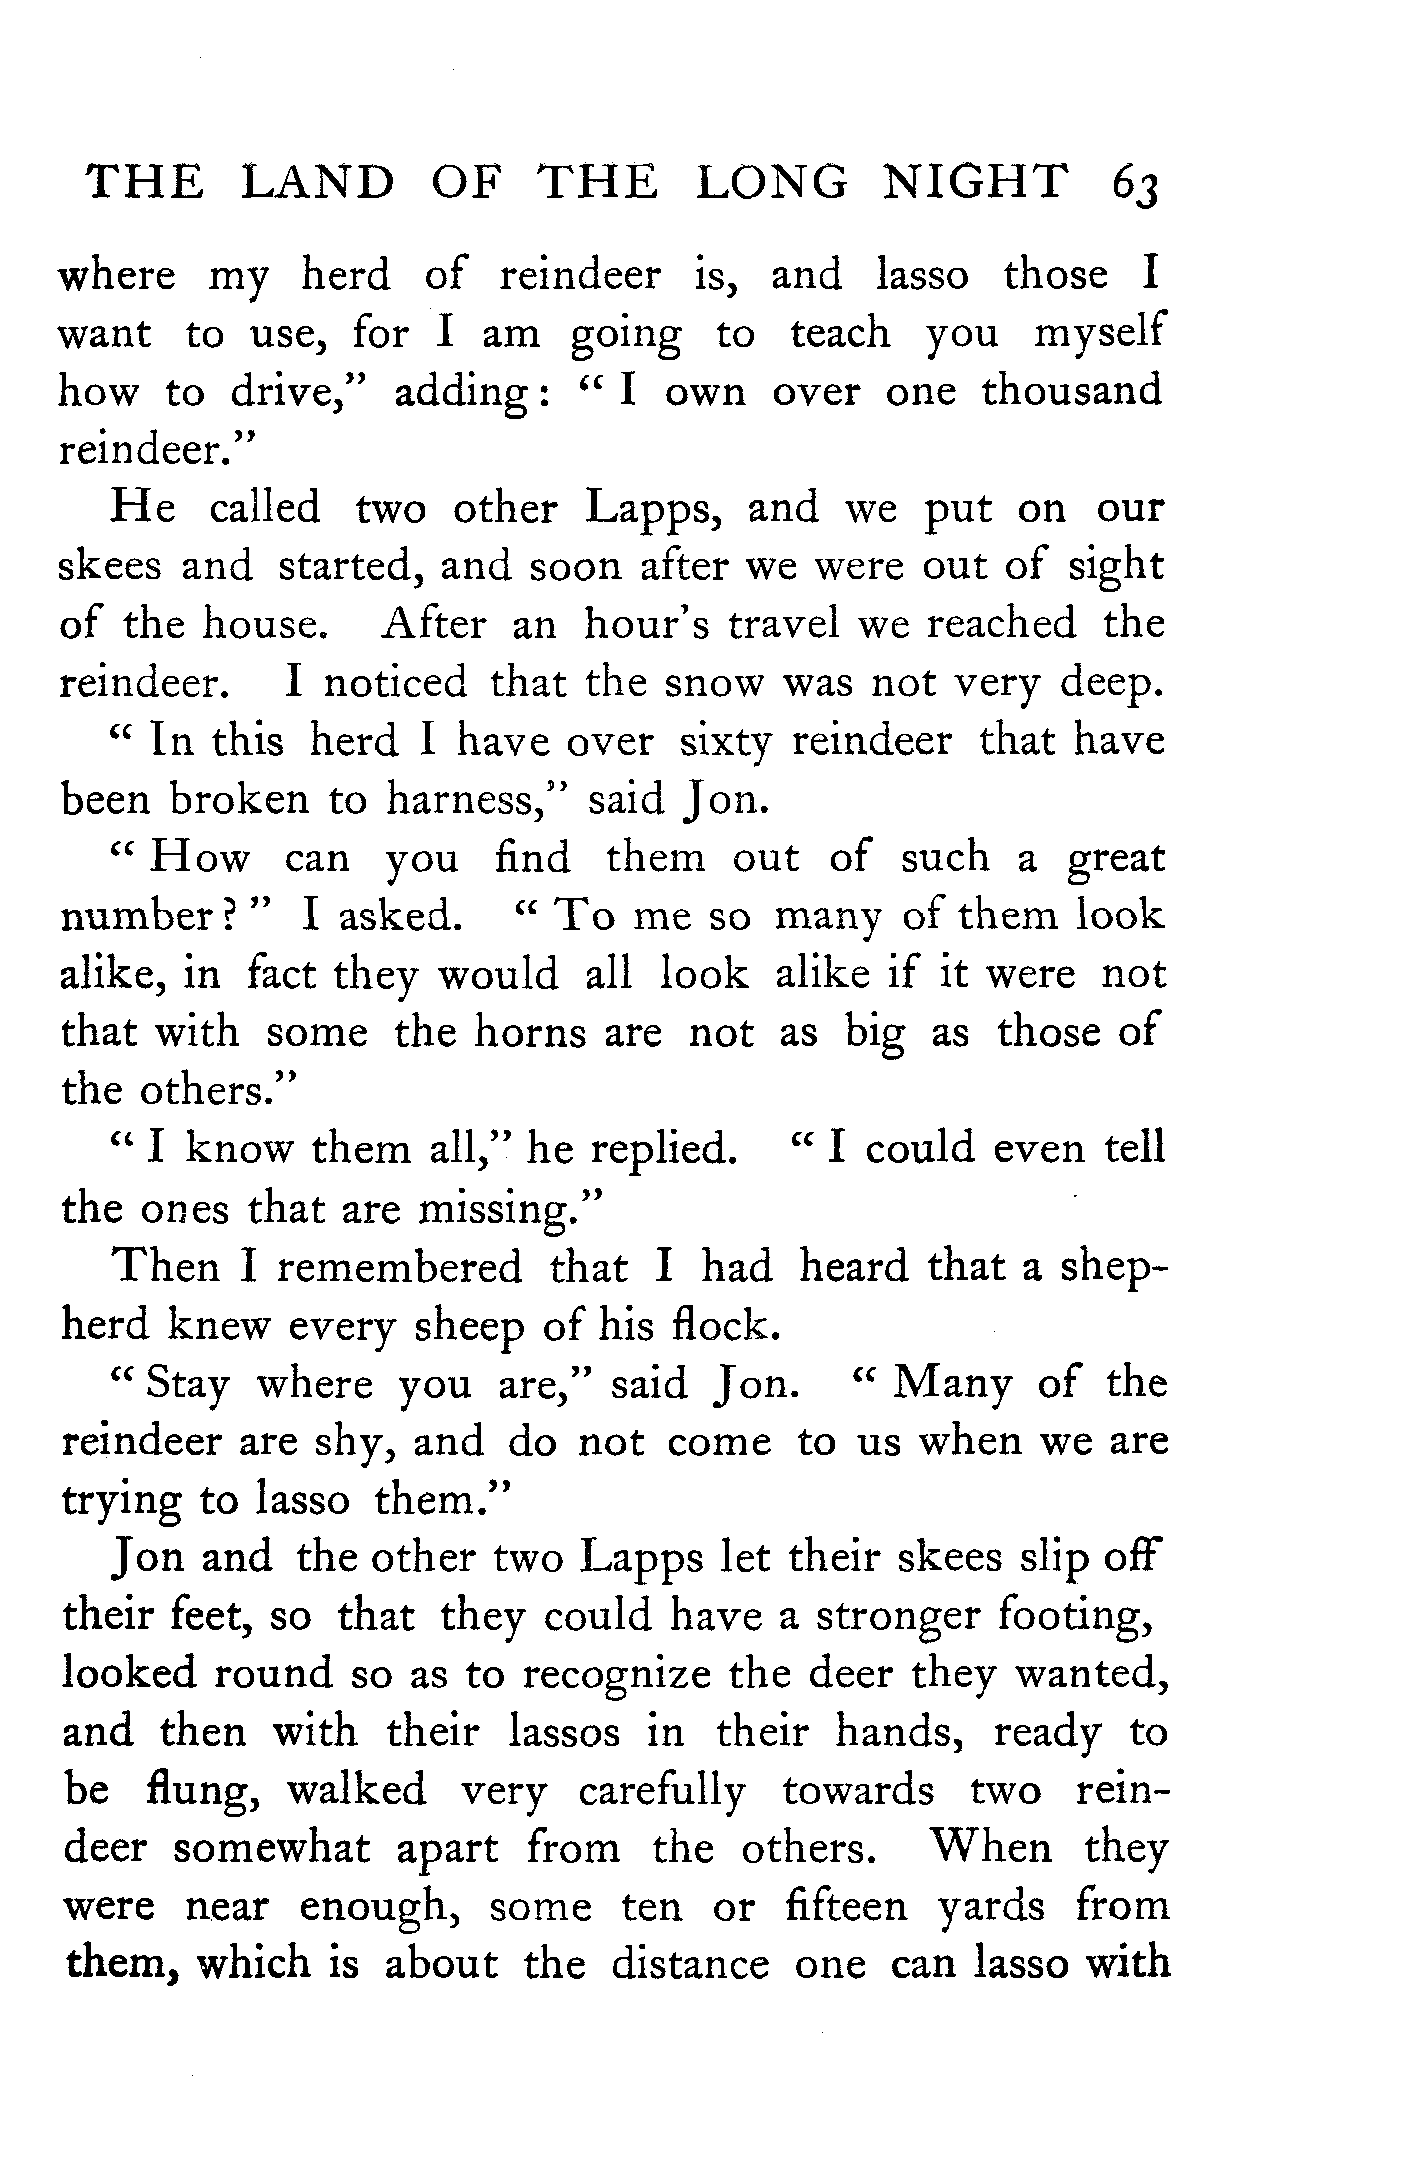 THE LAND OF THE LONG NIGHT 63
where my herd of reindeer is, and lasso those I
want to use, for I am going to teach you myself
how to drive,” adding: “ I own over one thousand
reindeer.”
He called two other Lapps, and we put on our
skees and started, and soon after we were out of sight
of the house. After an hour’s travel we reached the
reindeer. I noticed that the snow was not very deep.
“ In this herd I have over sixty reindeer that have
been broken to harness,” said Jon.
“ How can you find them out of such a great
number? ” I asked. “ To me so many of them look
alike, in fact they would all look alike if it were not
that with some the horns are not as big as those of
the others.”
“ I know them all,” he replied. “ I could even tell
the ones that are missing.”
Then I remembered that I had heard that a shep-
herd knew every sheep of his flock.
“ Stay where you are,” said Jon. “ Many of the
reindeer are shy, and do not come to us when we are
trying to lasso them.”
Jon and the other two Lapps let their skees slip off
their feet, so that they could have a stronger footing,
looked round so as to recognize the deer they wanted,
and then with their lassos in their hands, ready to
be flung, walked very carefully towards two rein-
deer somewhat apart from the others. When they
were near enough, some ten or fifteen yards from
them, which is about the distance one can lasso with